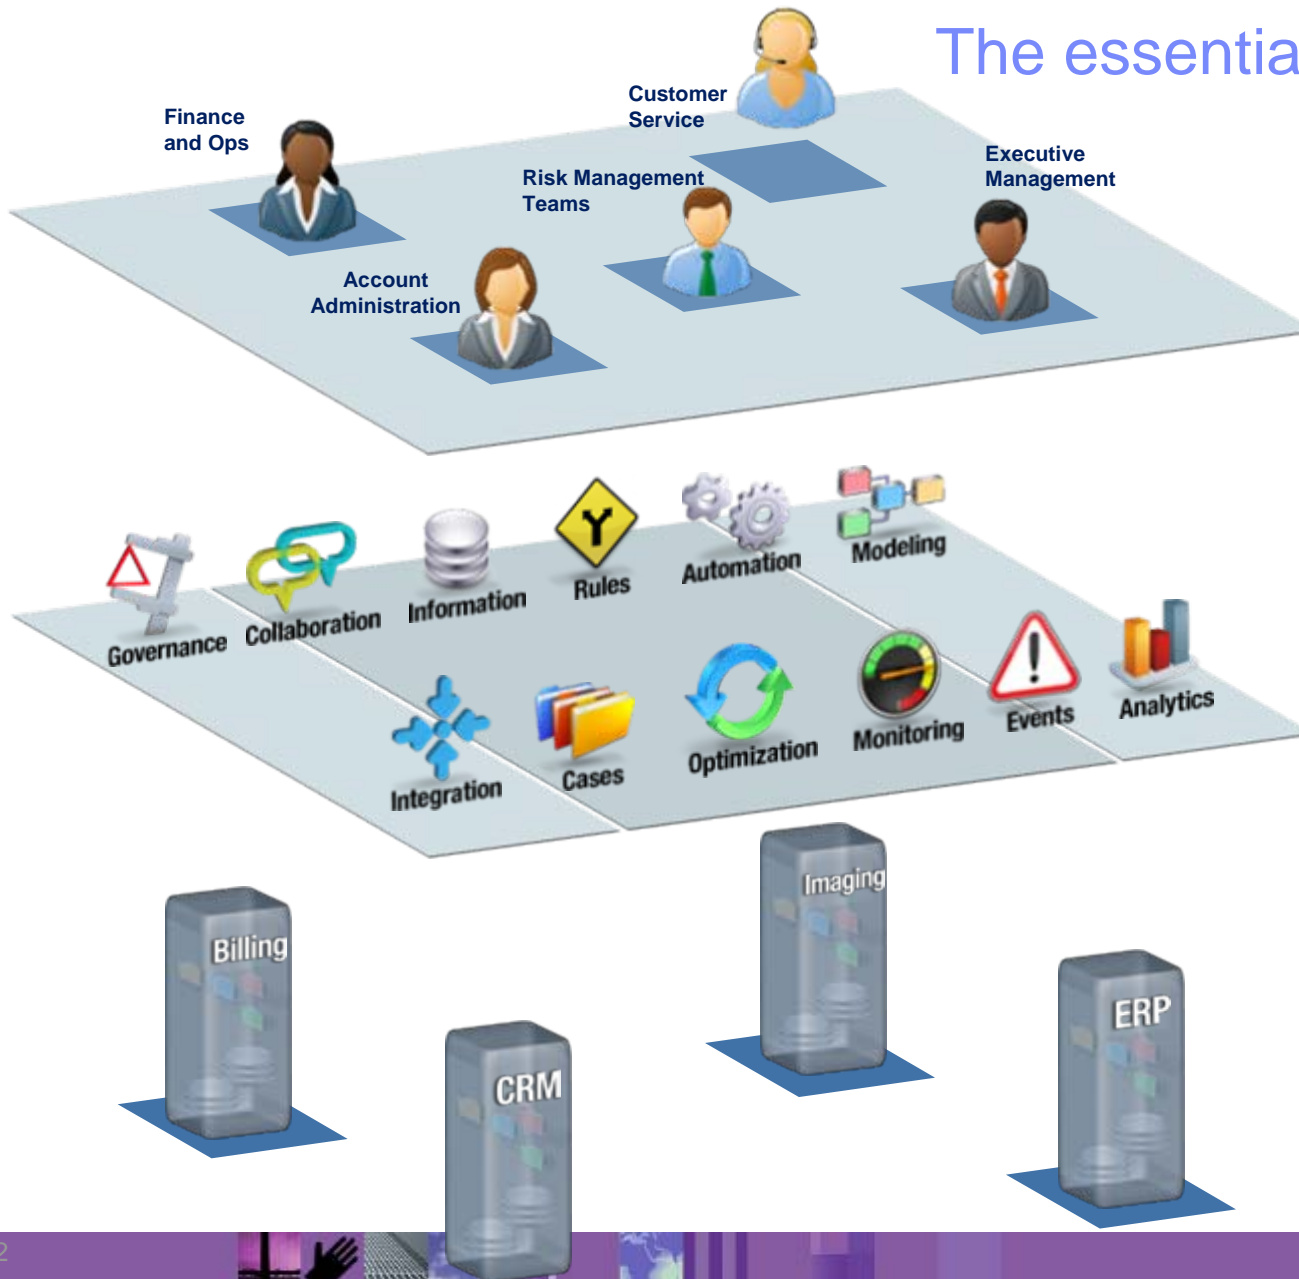 The essentia
Customer
Service
Finance
and Ops
Executive
Management
Risk Management
Teams
Account
Administration
Modeling
Automation
Rules
Information
Collaboration
Governance
Analytics
Events
Monitoring
Optimization
Cases
Integration
Imaging
Billing
ERP
CRM
2